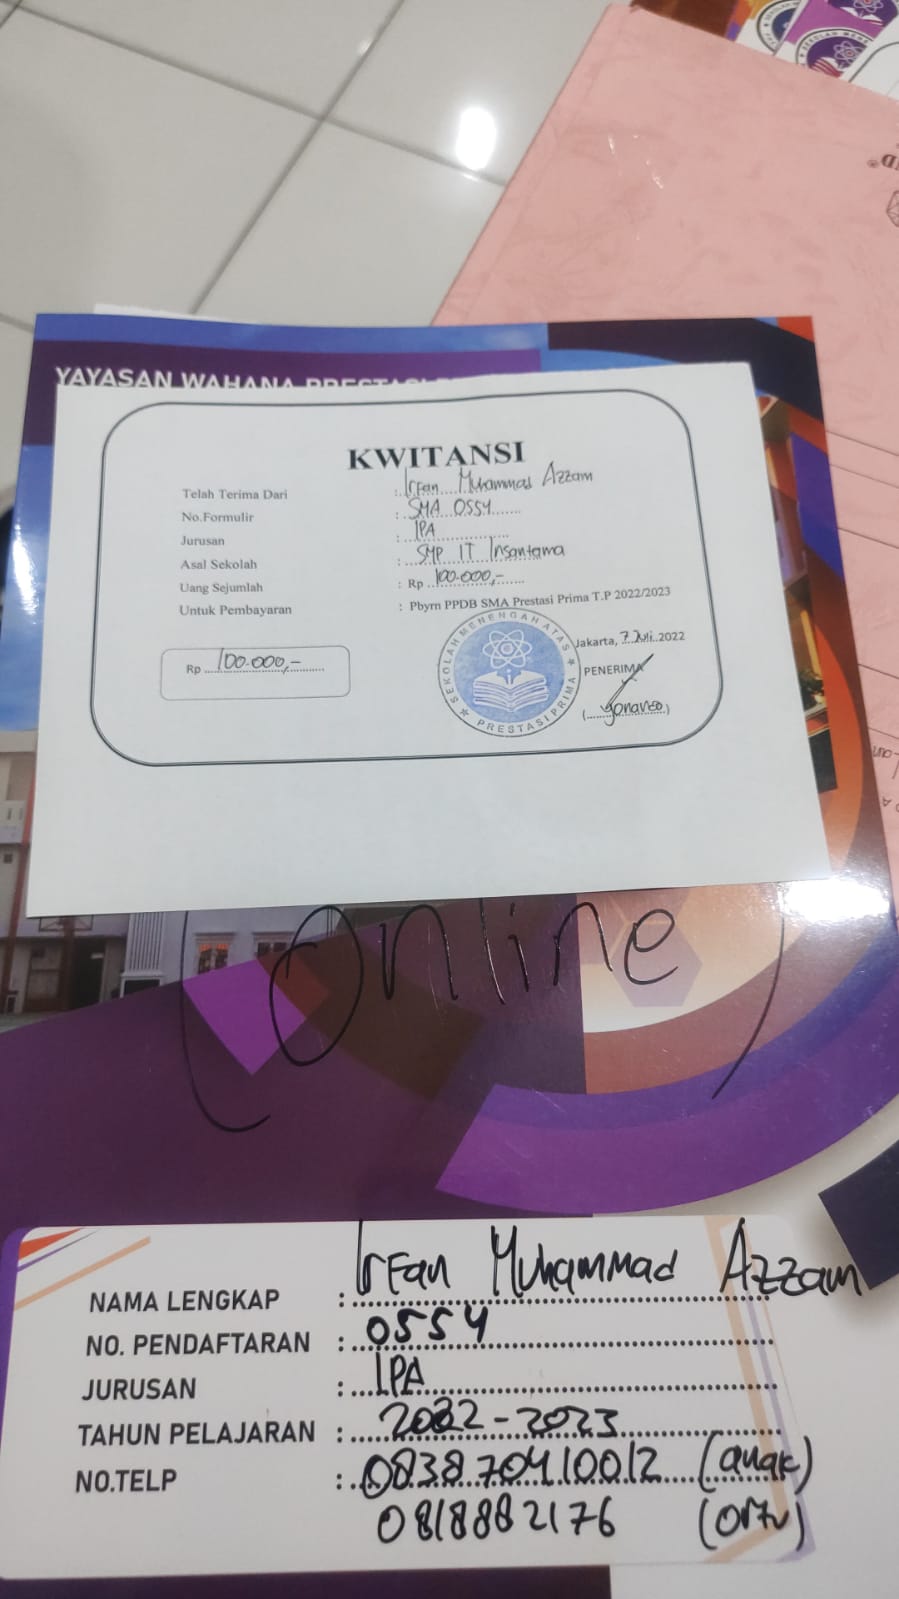 YAYASAN WAHANA PRESTASI
KWITANSI
Telah Terima Dari : Irfan Muhammad Azzam
No.Formulir : SMA 0554
Jurusan : IPA
Asal Sekolah : SMP IT Insantama
Uang Sejumlah : Rp 100.000,-
Untuk Pembayaran : Pbyrn PPDB SMA Prestasi Prima T.P 2022/2023
Jakarta, 7 Juli 2022
PENERIMA
Rp 100.000,-
SEKOLAH MENENGAH ATAS
PRESTASI PRIMA
(Online)
NAMA LENGKAP : Irfan Muhammad Azzam
NO. PENDAFTARAN : 0554
JURUSAN : IPA
TAHUN PELAJARAN : 2022-2023
NO.TELP : 083870410012 (anak)
0818882176 (ortu)